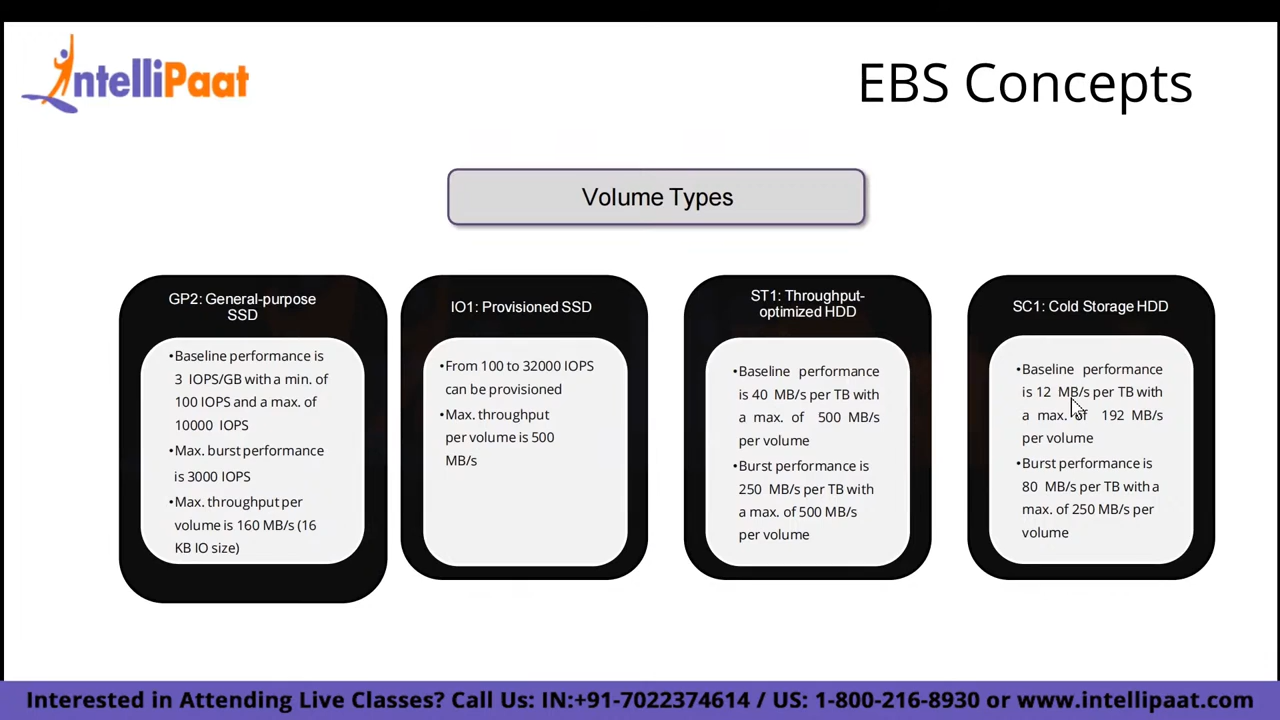 IntelliPaat
EBS Concepts
Volume Types
GP2: General-purpose
SSD
•Baseline performance is
3 IOPS/GB with a min. of
100 IOPS and a max. of
10000 IOPS
•Max. burst performance
is 3000 IOPS
•Max. throughput per
volume is 160 MB/s (16
KB IO size)
IO1: Provisioned SSD
•From 100 to 32000 IOPS
can be provisioned
•Max. throughput
per volume is 500
MB/s
ST1: Throughput-
optimized HDD
•Baseline performance
is 40 MB/s per TB with
a max. of 500 MB/s
per volume
•Burst performance is
250 MB/s per TB with
a max. of 500 MB/s
per volume
SC1: Cold Storage HDD
•Baseline performance
is 12 MB/s per TB with
a max. of 192 MB/s
per volume
•Burst performance is
80 MB/s per TB with a
max. of 250 MB/s per
volume
Interested in Attending Live Classes? Call Us: IN:+91-7022374614 / US: 1-800-216-8930 or www.intellipaat.com